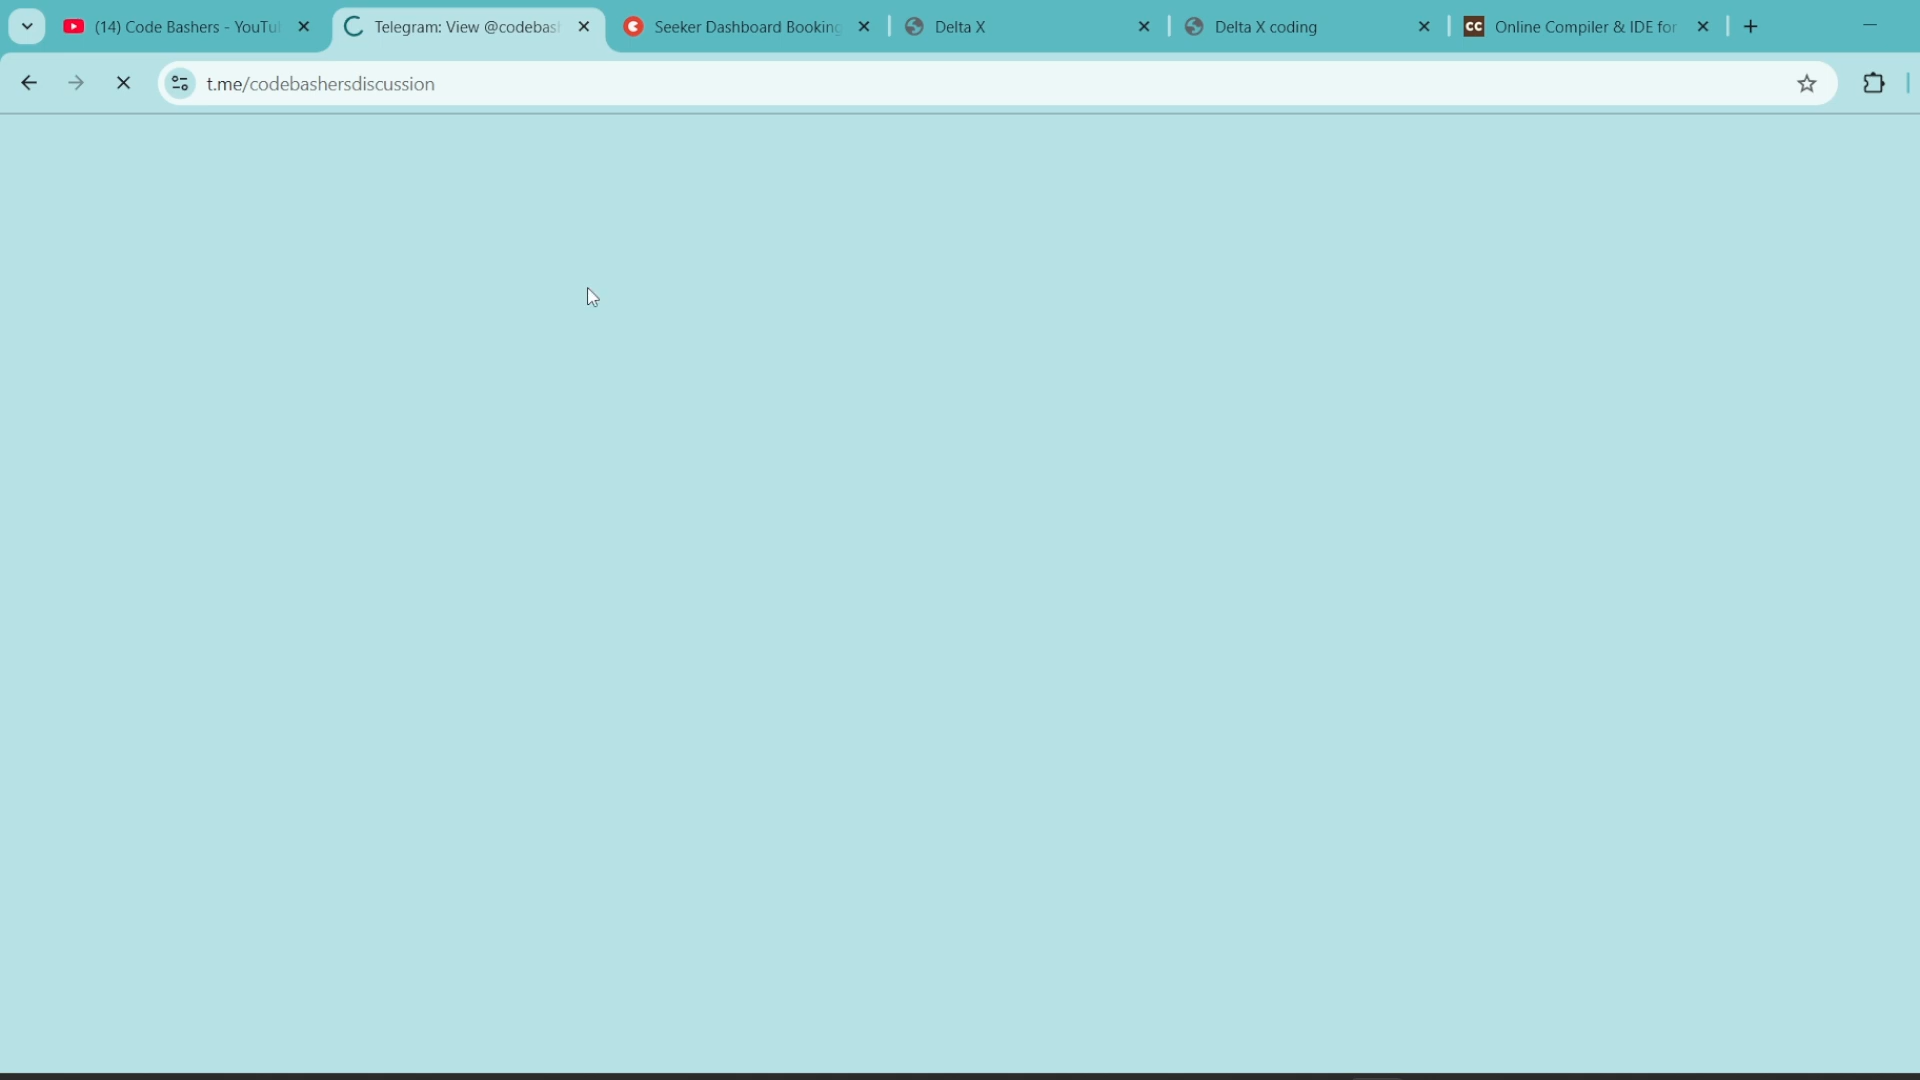 (14) Code Bashers - YouTu
Telegram: View @codebas
Seeker Dashboard Booking
Delta X
Delta X coding
CC
Online Compiler & IDE for
t.me/codebashersdiscussion